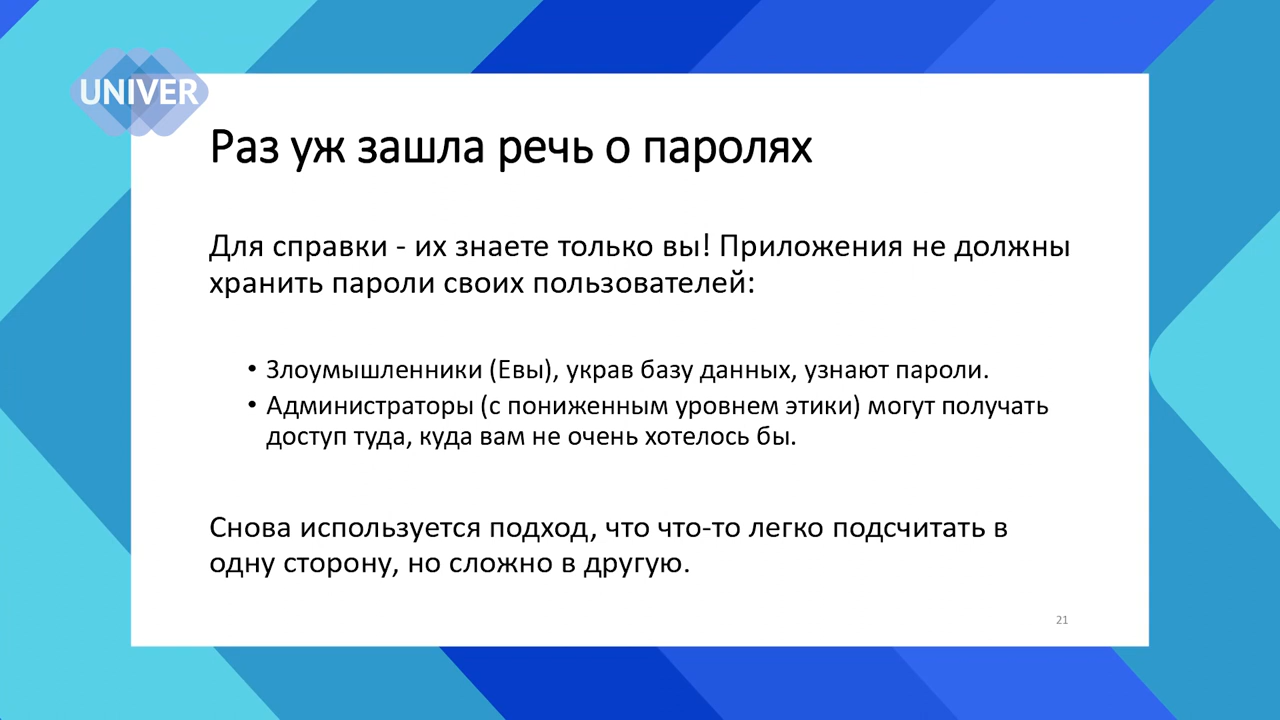 UNIVER
Раз уж зашла речь о паролях
Для справки - их знаете только вы! Приложения не должны
хранить пароли своих пользователей:
• Злоумышленники (Евы), украв базу данных, узнают пароли.
• Администраторы (с пониженным уровнем этики) могут получать
доступ туда, куда вам не очень хотелось бы.
Снова используется подход, что что-то легко подсчитать в
одну сторону, но сложно в другую.
21